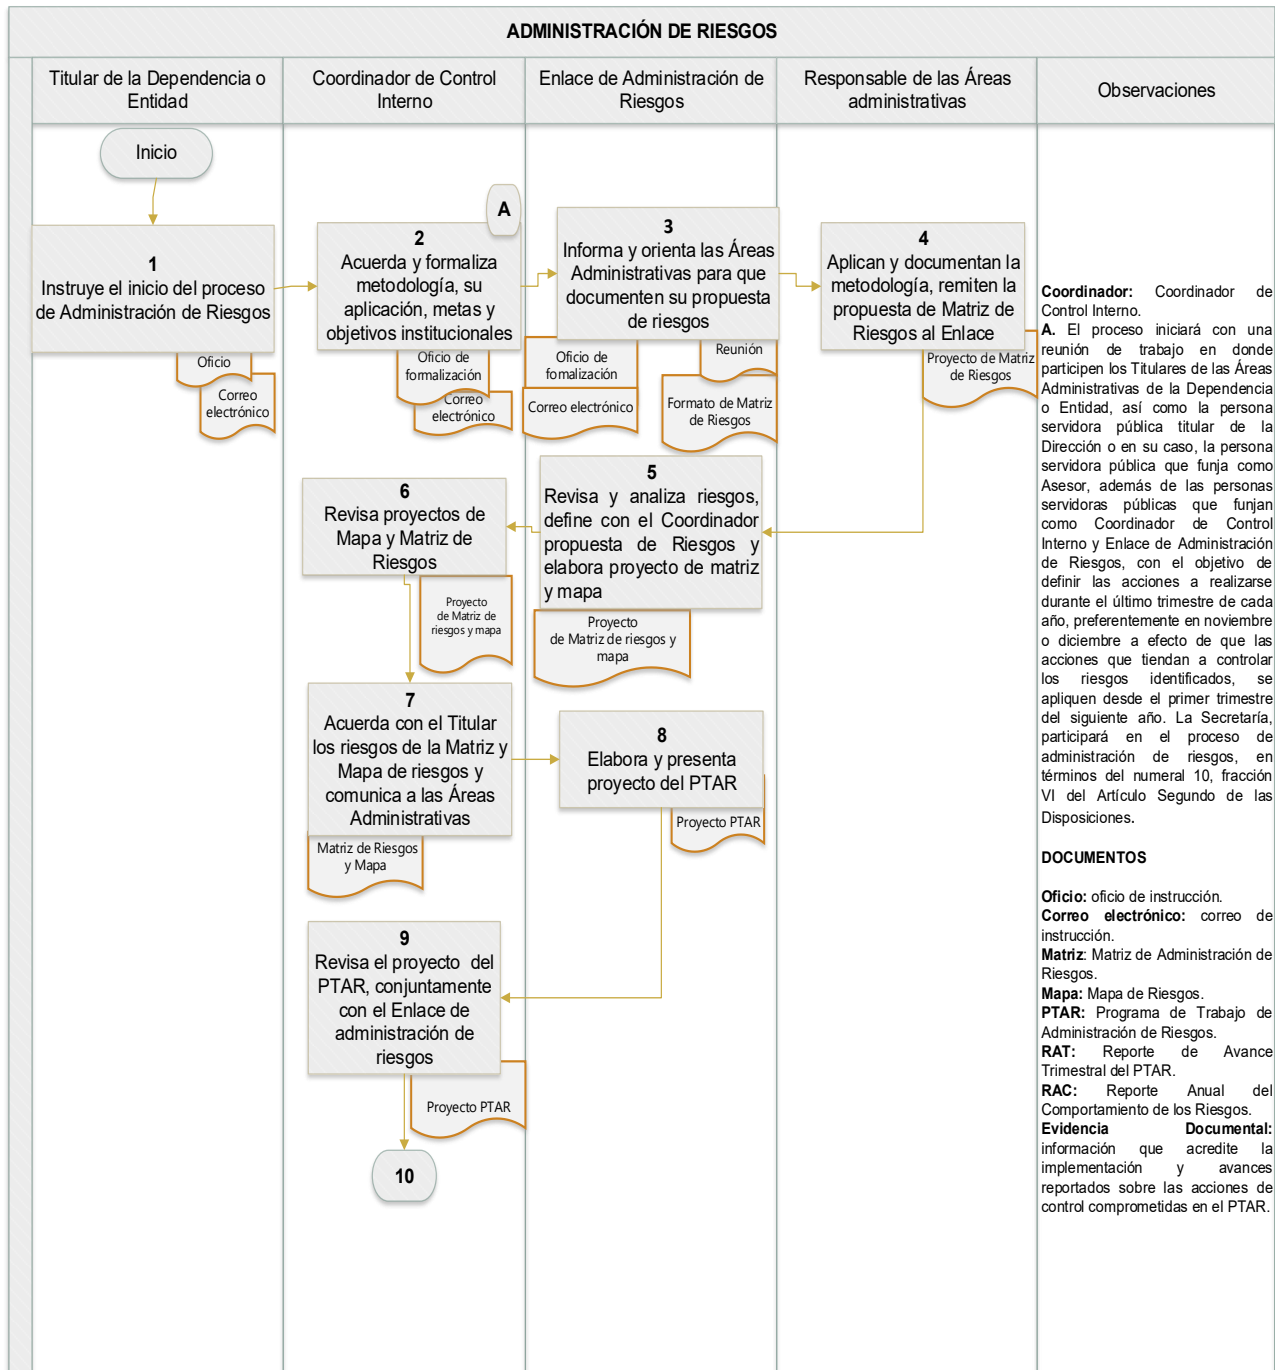 ADMINISTRACIÓN DE RIESGOS
Titular de la Dependencia o
Entidad
Coordinador de Control
Interno
Enlace de Administración de
Riesgos
Responsable de las Áreas
administrativas
Observaciones
Inicio
1
Instruye el inicio del proceso
de Administración de Riesgos
Oficio
Correo
electrónico
A
2
Acuerda y formaliza
metodología, su
aplicación, metas y
objetivos institucionales
Oficio de
formalización
Correo
electrónico
3
Informa y orienta las Áreas
Administrativas para que
documenten su propuesta
de riesgos
Oficio de
fomalización
Correo electrónico
Reunión
Formato de Matriz
de Riesgos
4
Aplican y documentan la
metodología, remiten la
propuesta de Matriz de
Riesgos al Enlace
Proyecto de Matriz
de Riesgos
5
Revisa y analiza riesgos,
define con el Coordinador
propuesta de Riesgos y
elabora proyecto de matriz
y mapa
Proyecto
de Matriz de riesgos y
mapa
6
Revisa proyectos de
Mapa y Matriz de
Riesgos
Proyecto
de Matriz de
riesgos y mapa
7
Acuerda con el Titular
los riesgos de la Matriz y
Mapa de riesgos y
comunica a las Áreas
Administrativas
Matriz de Riesgos
y Mapa
8
Elabora y presenta
proyecto del PTAR
Proyecto PTAR
9
Revisa el proyecto del
PTAR, conjuntamente
con el Enlace de
administración de
riesgos
Proyecto PTAR
10
Coordinador: Coordinador de
Control Interno.
A. El proceso iniciará con una
reunión de trabajo en donde
participen los Titulares de las Áreas
Administrativas de la Dependencia
o Entidad, así como la persona
servidora pública titular de la
Dirección o en su caso, la persona
servidora pública que funja como
Asesor, además de las personas
servidoras públicas que funjan
como Coordinador de Control
Interno y Enlace de Administración
de Riesgos, con el objetivo de
definir las acciones a realizarse
durante el último trimestre de cada
año, preferentemente en noviembre
o diciembre a efecto de que las
acciones que tiendan a controlar
los riesgos identificados, se
apliquen desde el primer trimestre
del siguiente año. La Secretaría,
participará en el proceso de
administración de riesgos, en
términos del numeral 10, fracción
VI del Artículo Segundo de las
Disposiciones.
DOCUMENTOS
Oficio: oficio de instrucción.
Correo electrónico: correo de
instrucción.
Matriz: Matriz de Administración de
Riesgos.
Mapa: Mapa de Riesgos.
PTAR: Programa de Trabajo de
Administración de Riesgos.
RAT: Reporte de Avance
Trimestral del PTAR.
RAC: Reporte Anual del
Comportamiento de los Riesgos.
Evidencia Documental:
información que acredite la
implementación y avances
reportados sobre las acciones de
control comprometidas en el PTAR.